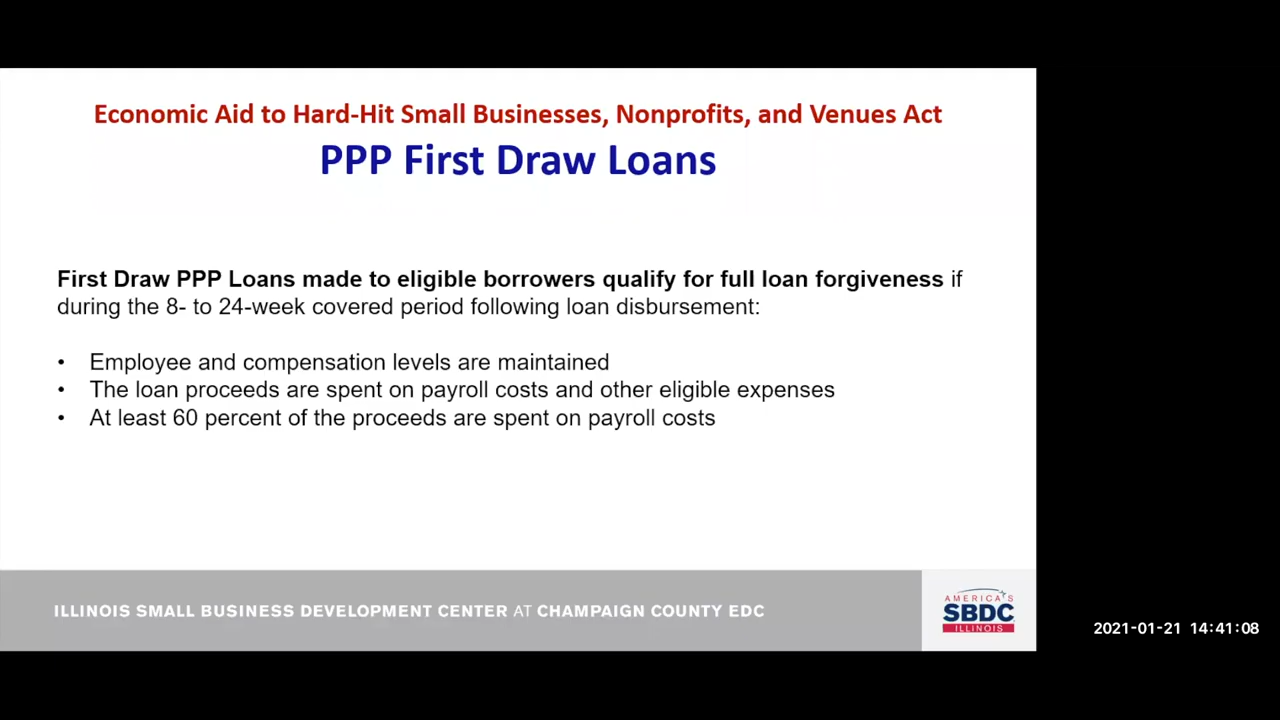 Economic Aid to Hard-Hit Small Businesses, Nonprofits, and Venues Act
PPP First Draw Loans
First Draw PPP Loans made to eligible borrowers qualify for full loan forgiveness if
during the 8- to 24-week covered period following loan disbursement:
• Employee and compensation levels are maintained
• The loan proceeds are spent on payroll costs and other eligible expenses
• At least 60 percent of the proceeds are spent on payroll costs
ILLINOIS SMALL BUSINESS DEVELOPMENT CENTER AT CHAMPAIGN COUNTY EDC
AMERICA'S
SBDC
ILLINOIS
2021-01-21 14:41:08